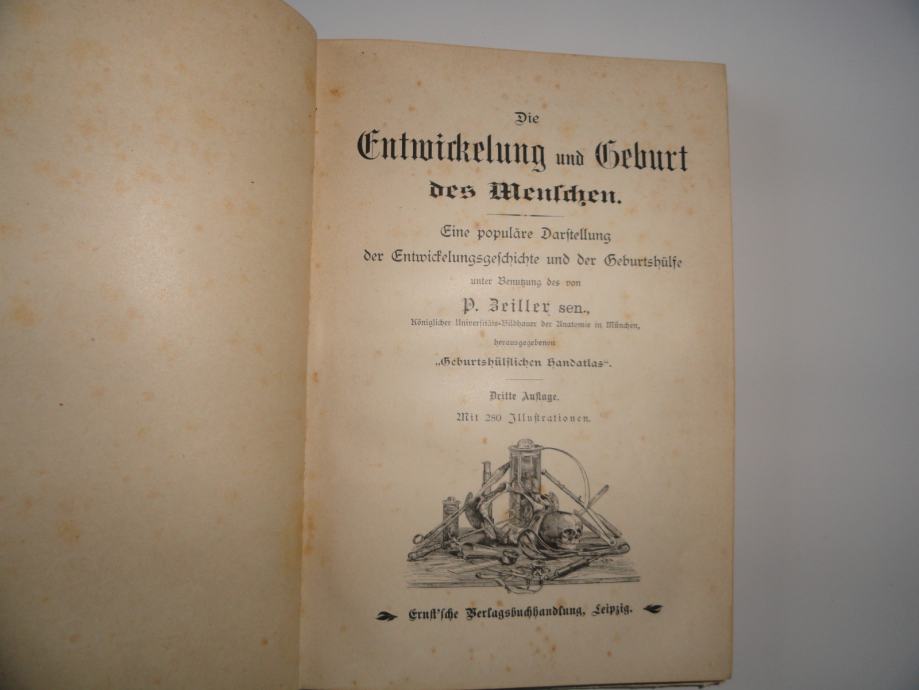 Die
Entwickelung und Geburt
des Menschen.
Eine populäre Darstellung
der Entwickelungsgeschichte und der Geburtshülfe
unter Benutzung des von
P. Zeiller sen.,
Königlicher Universitäts-Bildhauer der Anatomie in München,
herausgegebenen
„Geburtshülflichen Handatlas“.
Dritte Auflage.
Mit 280 Illustrationen.
Ernst'sche Verlagsbuchhandlung, Leipzig.